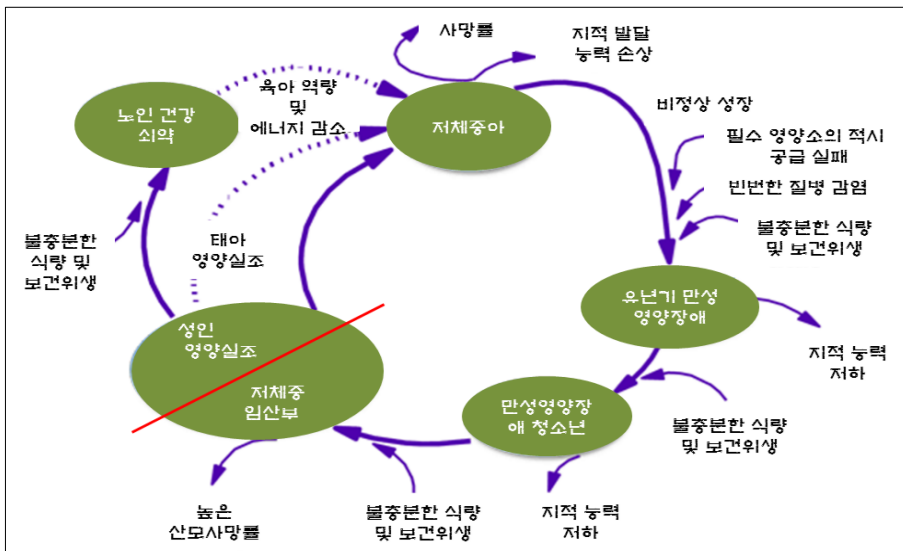 사망률
지적 발달
능력 손상
육아 역량
및
에너지 감소
노인 건강
쇠약
저체중아
비정상 성장
필수 영양소의 적시
공급 실패
빈번한 질병 감염
불충분한 식량
및 보건위생
불충분한
식량 및
보건위생
태아
영양실조
유년기 만성
영양장애
성인
영양실조
저체중
임산부
지적 능력
저하
만성영양장
애 청소년
불충분한 식량
및 보건위생
높은
산모사망률
불충분한 식량
및 보건위생
지적 능력
저하